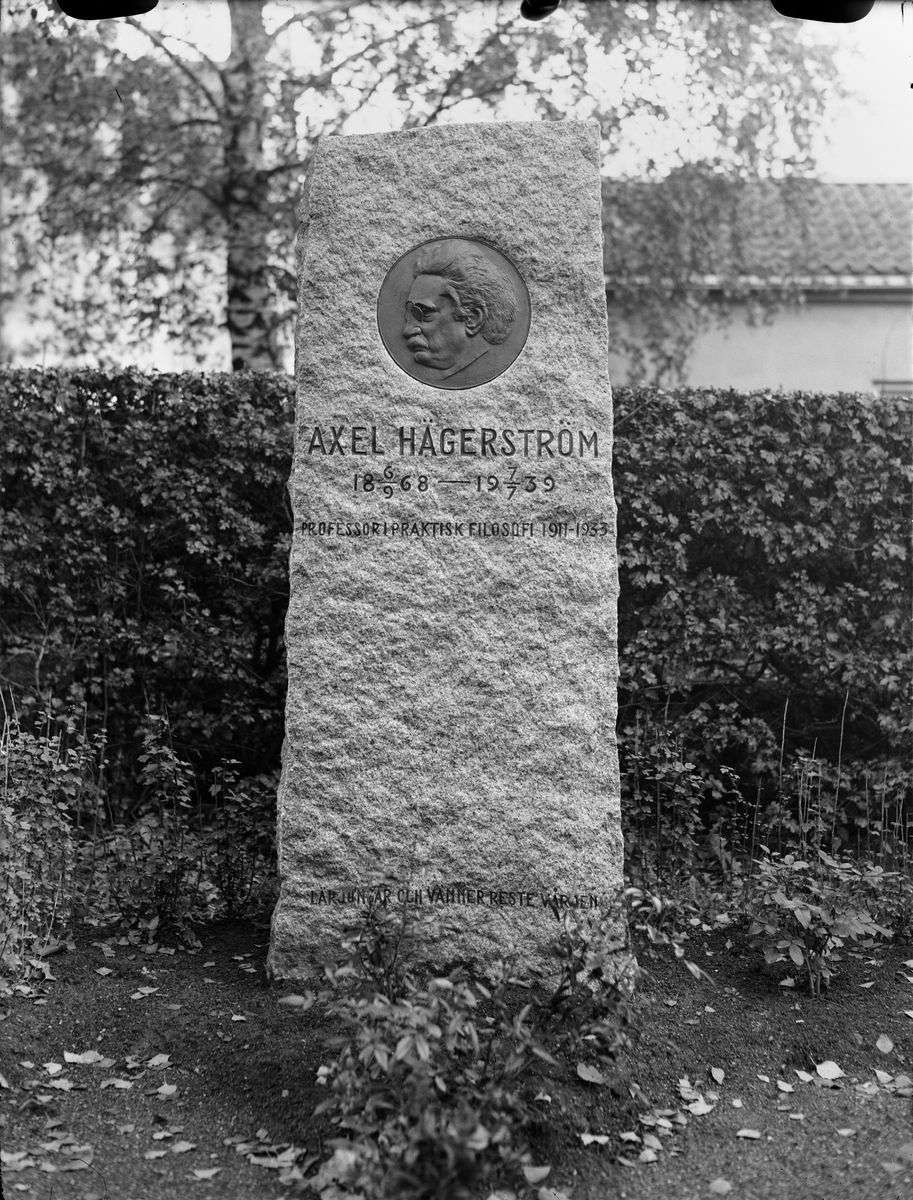 AXEL HÄGERSTRÖM
18 6/9 68 — 19 7/7 39
PROFESSOR I PRAKTISK FILOSOFI 1911-1933
LÄRJUNGAR OCH VÄNNER RESTE VÅRDEN